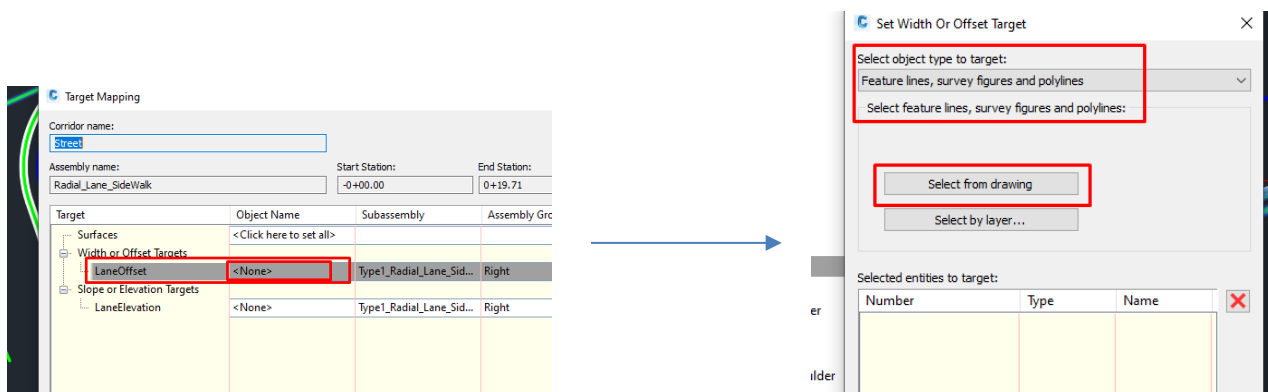 Target Mapping
Corridor name:
Street
Assembly name:
Start Station:
End Station:
Radial_Lane_SideWalk
-0+00.00
0+19.71
Target
Object Name
Subassembly
Assembly Gro
Surfaces
<Click here to set all>
Width or Offset Targets
LaneOffset
<None>
Type1_Radial_Lane_Sid...
Right
Slope or Elevation Targets
LaneElevation
<None>
Type1_Radial_Lane_Sid...
Right
Set Width Or Offset Target
Select object type to target:
Feature lines, survey figures and polylines
Select feature lines, survey figures and polylines:
Select from drawing
Select by layer...
Selected entities to target:
Number
Type
Name
er
ilder